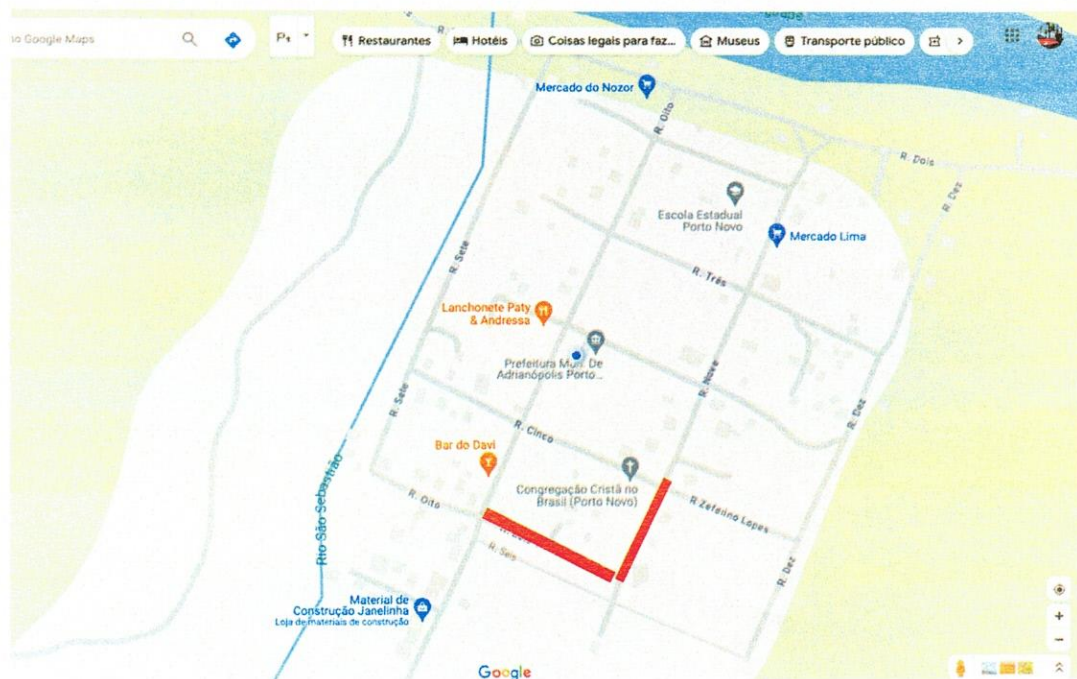 Google Maps
Restaurantes
Hotéis
Coisas legais para faz...
Museus
Transporte público
Mercado do Nozor
R. Oito
R. Dois
R. Dez
Escola Estadual
Porto Novo
Mercado Lima
R. Sete
R. Três
Lanchonete Paty
& Andressa
Prefeitura Mun. De
Adrianópolis Porto...
R. Nove
R. Sete
R. Dez
R. Cinco
Bar do Davi
Congregação Cristã no
Brasil (Porto Novo)
R Zeferino Lopes
R. Oito
Rio São Sebastião
R. Seis
R. Dez
Material de
Construção Janelinha
Loja de materiais de construção
Google